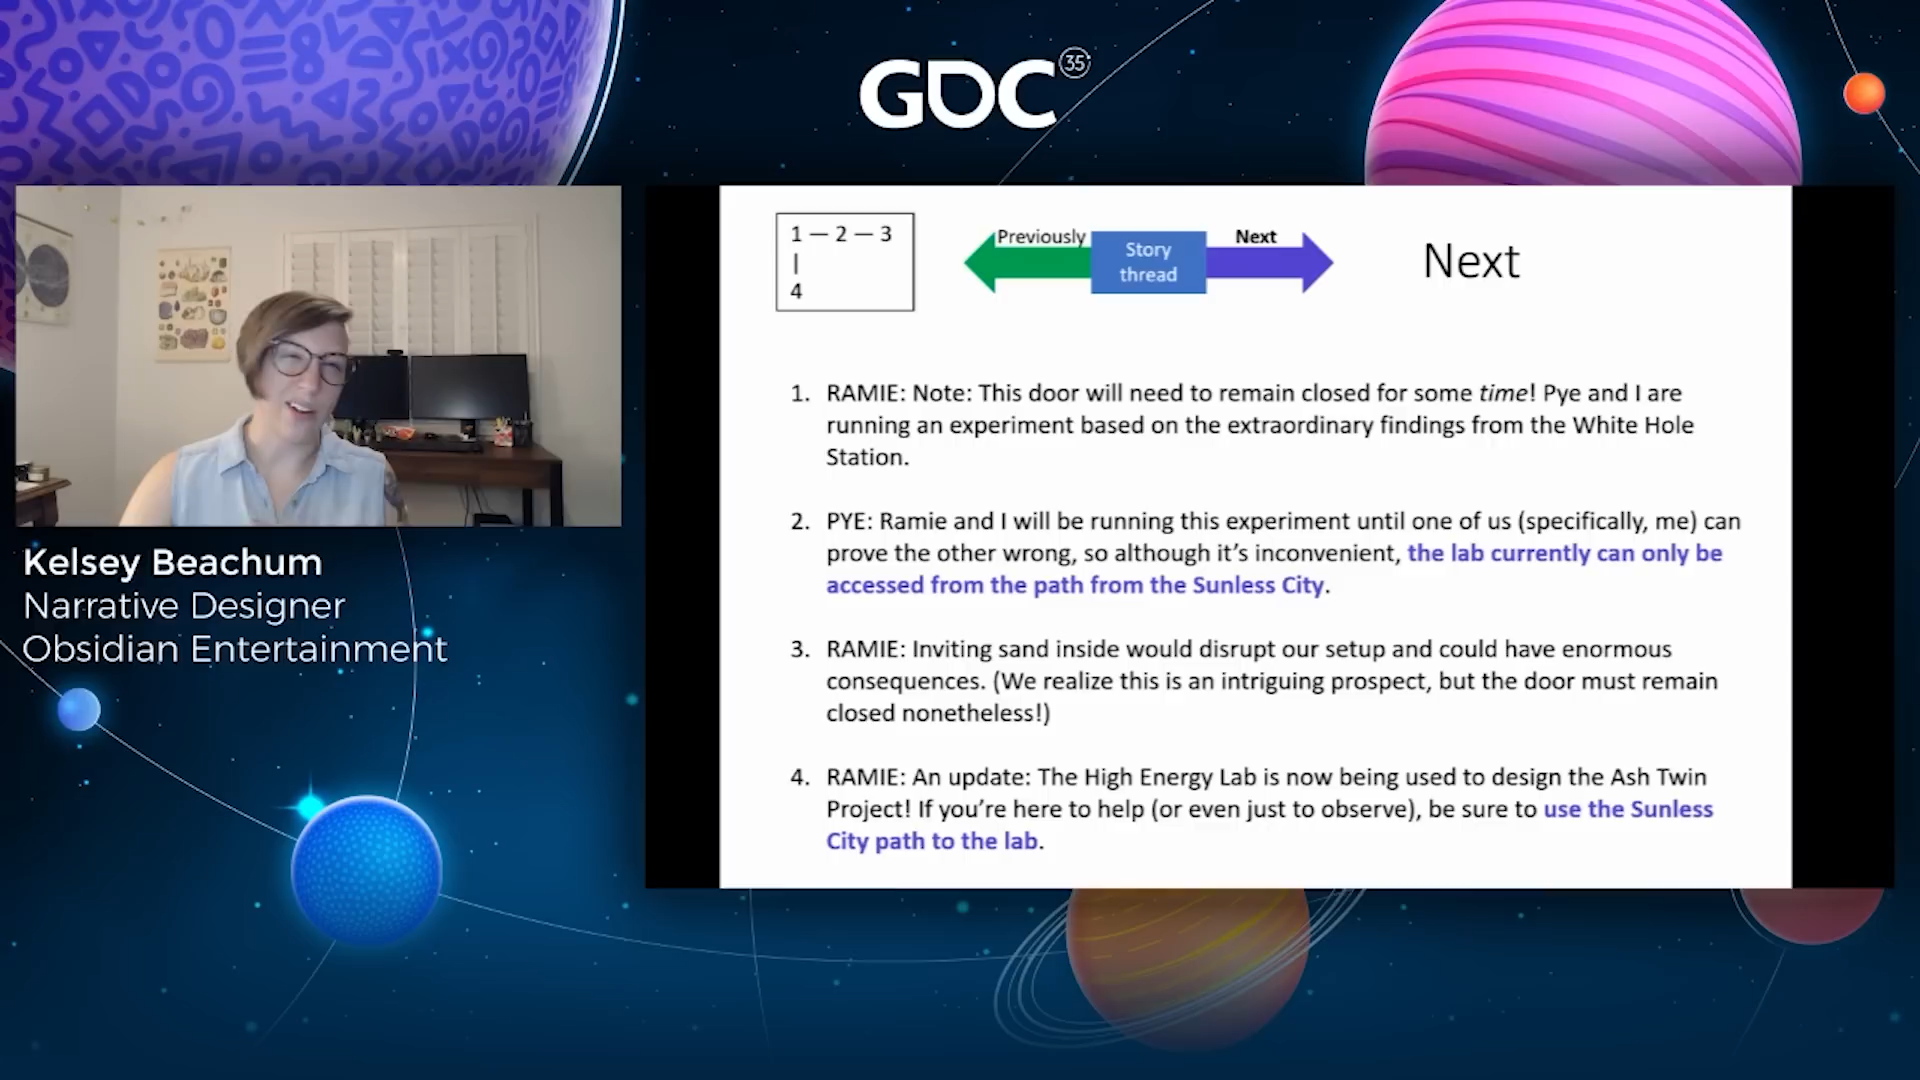 GDC 35
1 — 2 — 3
|
4
Previously
Story
thread
Next
Next
1. RAMIE: Note: This door will need to remain closed for some time! Pye and I are
running an experiment based on the extraordinary findings from the White Hole
Station.
2. PYE: Ramie and I will be running this experiment until one of us (specifically, me) can
prove the other wrong, so although it’s inconvenient, the lab currently can only be
accessed from the path from the Sunless City.
3. RAMIE: Inviting sand inside would disrupt our setup and could have enormous
consequences. (We realize this is an intriguing prospect, but the door must remain
closed nonetheless!)
4. RAMIE: An update: The High Energy Lab is now being used to design the Ash Twin
Project! If you’re here to help (or even just to observe), be sure to use the Sunless
City path to the lab.
Kelsey Beachum
Narrative Designer
Obsidian Entertainment